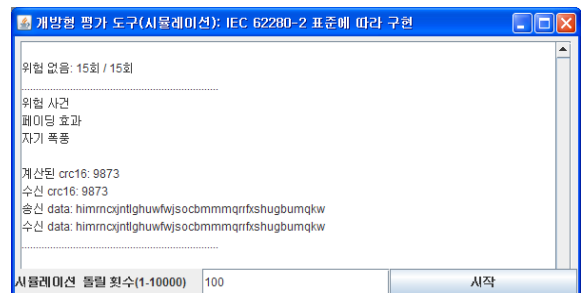 개방형 평가 도구(시뮬레이션): IEC 62280-2 표준에 따라 구현
위험 없음: 15회 / 15회
위험 사건
페이딩 효과
자기 폭풍
계산된 crc16: 9873
수신 crc16: 9873
송신 data: himrncxjntlghuwfwjsocbmmmqrrfxshugbumqkw
수신 data: himrncxjntlghuwfwjsocbmmmqrrfxshugbumqkw
시뮬레이션 돌릴 횟수(1-10000) 100 시작